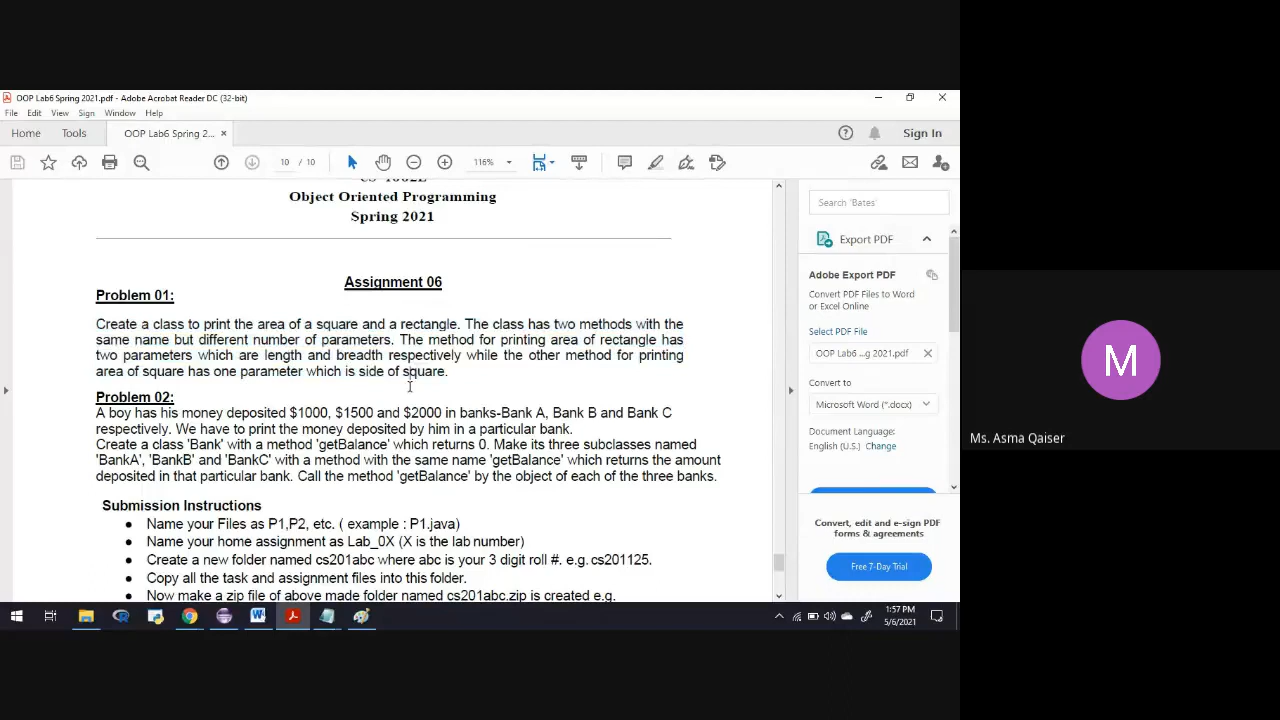 OOP Lab6 Spring 2021.pdf - Adobe Acrobat Reader DC (32-bit)
File Edit View Sign Window Help
Home Tools OOP Lab6 Spring 2... × Sign In
10 / 10 116%
Object Oriented Programming
Spring 2021
Assignment 06
Problem 01:
Create a class to print the area of a square and a rectangle. The class has two methods with the
same name but different number of parameters. The method for printing area of rectangle has
two parameters which are length and breadth respectively while the other method for printing
area of square has one parameter which is side of square.
Problem 02:
A boy has his money deposited $1000, $1500 and $2000 in banks-Bank A, Bank B and Bank C
respectively. We have to print the money deposited by him in a particular bank.
Create a class 'Bank' with a method 'getBalance' which returns 0. Make its three subclasses named
'BankA', 'BankB' and 'BankC' with a method with the same name 'getBalance' which returns the amount
deposited in that particular bank. Call the method 'getBalance' by the object of each of the three banks.
Submission Instructions
● Name your Files as P1,P2, etc. ( example : P1.java)
● Name your home assignment as Lab_0X (X is the lab number)
● Create a new folder named cs201abc where abc is your 3 digit roll #. e.g. cs201125.
● Copy all the task and assignment files into this folder.
● Now make a zip file of above made folder named cs201abc.zip is created e.g.
Search 'Bates'
Export PDF
Adobe Export PDF
Convert PDF Files to Word
or Excel Online
Select PDF File
OOP Lab6 ...g 2021.pdf
Convert to
Microsoft Word (*.docx)
Document Language:
English (U.S.) Change
Convert, edit and e-sign PDF
forms & agreements
Free 7-Day Trial
1:57 PM
5/6/2021
M
Ms. Asma Qaiser